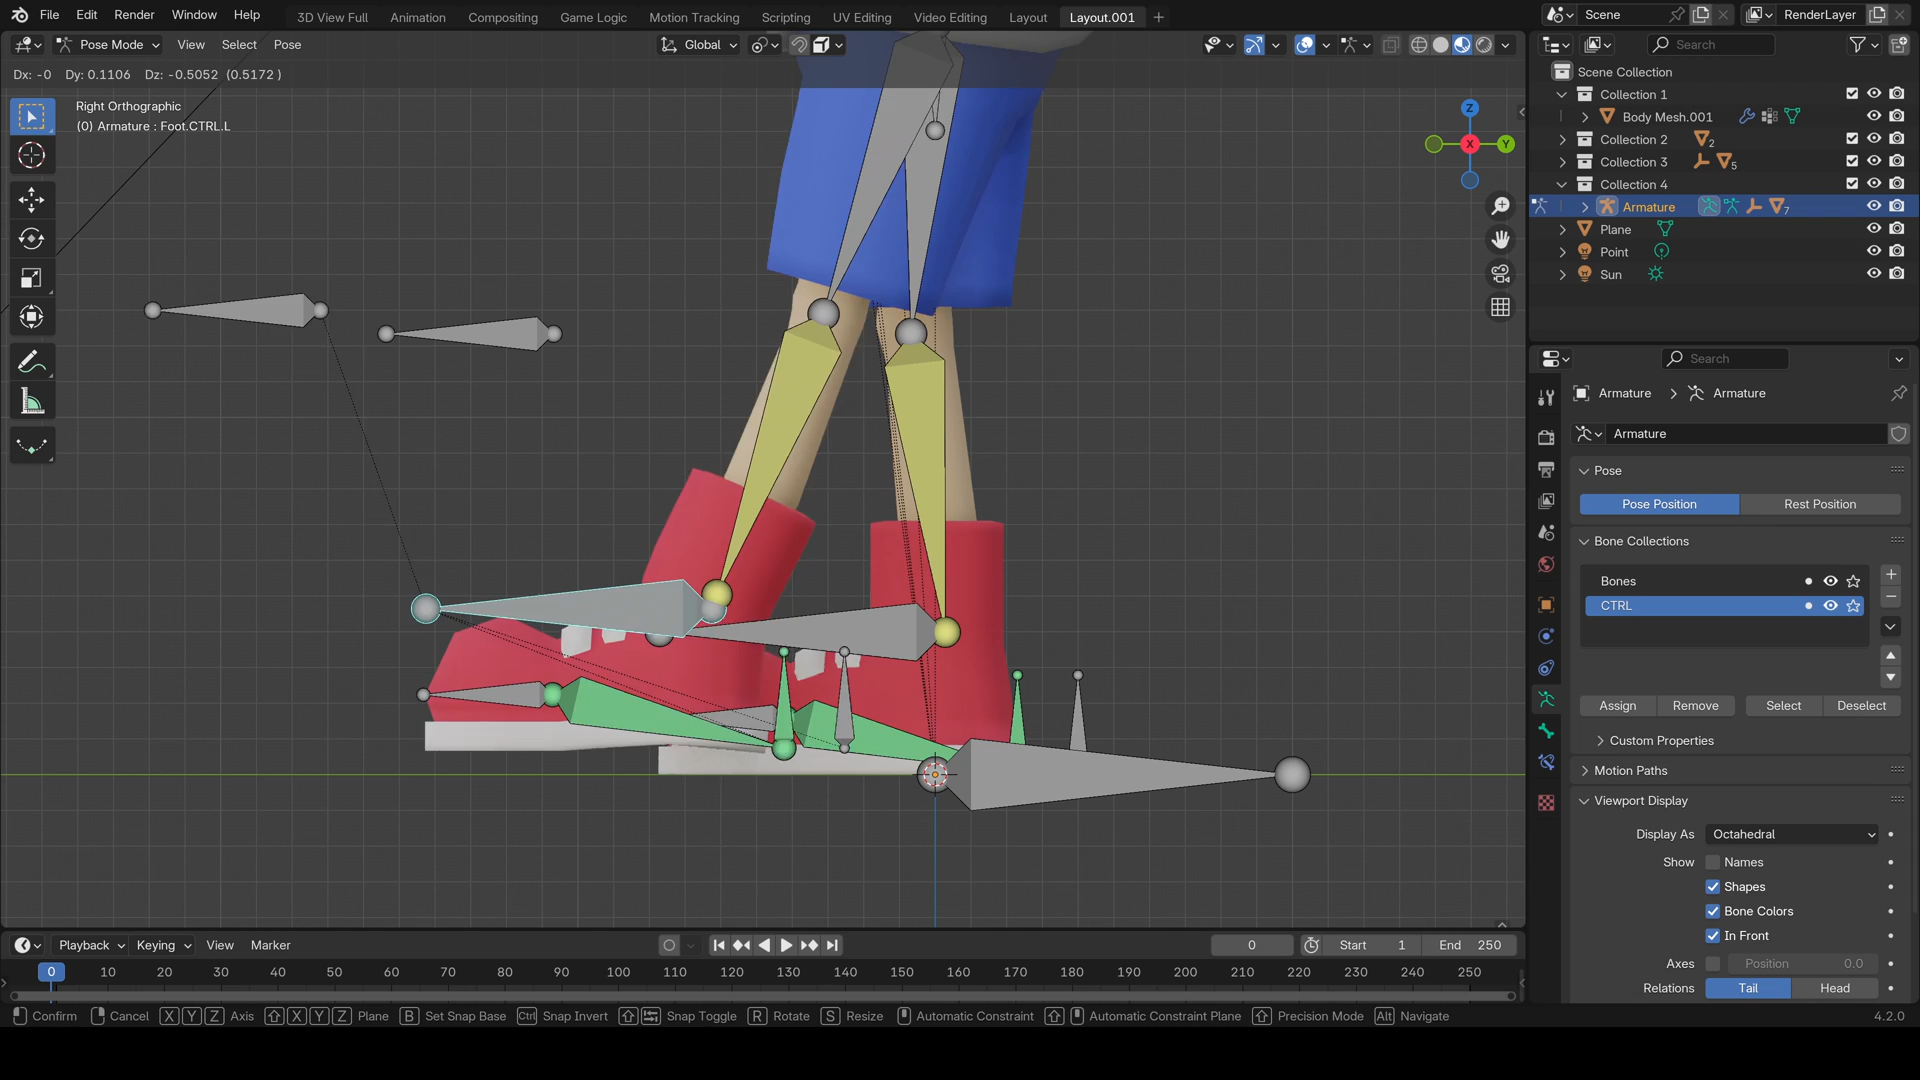 File Edit Render Window Help
3D View Full Animation Compositing Game Logic Motion Tracking Scripting UV Editing Video Editing Layout Layout.001
Scene
RenderLayer
Pose Mode View Select Pose
Global
Search
Dx: -0 Dy: 0.1106 Dz: -0.5052 (0.5172 )
Right Orthographic
(0) Armature : Foot.CTRL.L
Z
X
Y
Scene Collection
Collection 1
Body Mesh.001
Collection 2 2
Collection 3 5
Collection 4
Armature 7
Plane
Point
Sun
Search
Armature > Armature
Armature
Pose
Pose Position Rest Position
Bone Collections
Bones
CTRL
Assign Remove Select Deselect
Custom Properties
Motion Paths
Viewport Display
Display As Octahedral
Show Names
Shapes
Bone Colors
In Front
Axes Position 0.0
Relations Tail Head
Playback Keying View Marker
0 Start 1 End 250
0 10 20 30 40 50 60 70 80 90 100 110 120 130 140 150 160 170 180 190 200 210 220 230 240 250
Confirm Cancel X Y Z Axis X Y Z Plane B Set Snap Base Ctrl Snap Invert Snap Toggle R Rotate S Resize Automatic Constraint Automatic Constraint Plane Precision Mode Alt Navigate 4.2.0